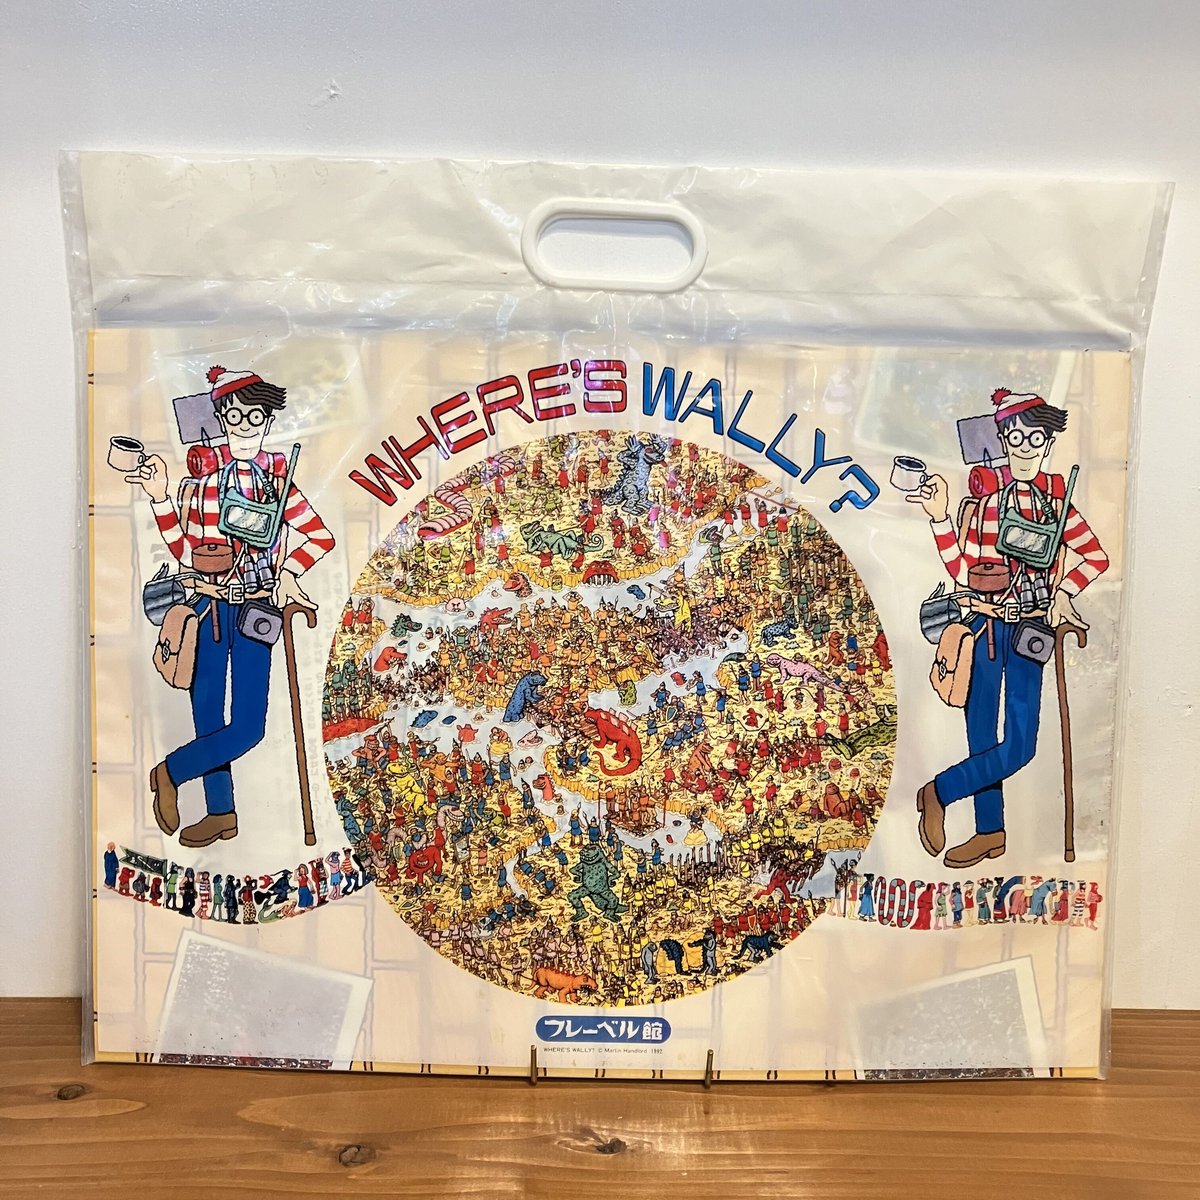 WHERE'S WALLY?
フレーベル館
WHERE'S WALLY? © Martin Handford 1992